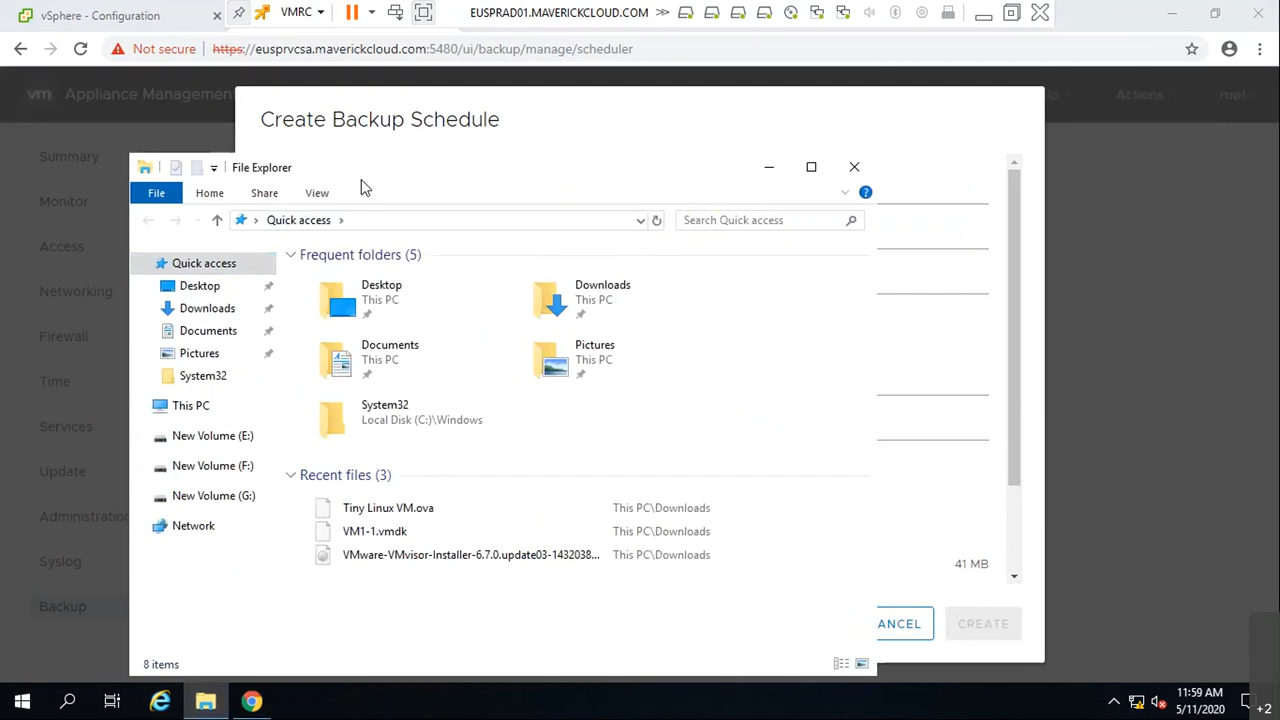 vSphere - Configuration
VMRC
EUSPRAD01.MAVERICKCLOUD.COM
Not secure
https://eusprvcsa.maverickcloud.com:5480/ui/backup/manage/scheduler
vm Appliance Managemen
Actions
Create Backup Schedule
Summary
Monitor
Access
Networking
Firewall
Time
Services
Update
Administration
Syslog
Backup
File Explorer
File Home Share View
Quick access
Search Quick access
Quick access
Desktop
Downloads
Documents
Pictures
System32
This PC
New Volume (E:)
New Volume (F:)
New Volume (G:)
Network
Frequent folders (5)
Desktop
This PC
Downloads
This PC
Documents
This PC
Pictures
This PC
System32
Local Disk (C:)\Windows
Recent files (3)
Tiny Linux VM.ova This PC\Downloads
VM1-1.vmdk This PC\Downloads
VMware-VMvisor-Installer-6.7.0.update03-1432038... This PC\Downloads
8 items
41 MB
ANCEL
CREATE
11:59 AM
5/11/2020
+2